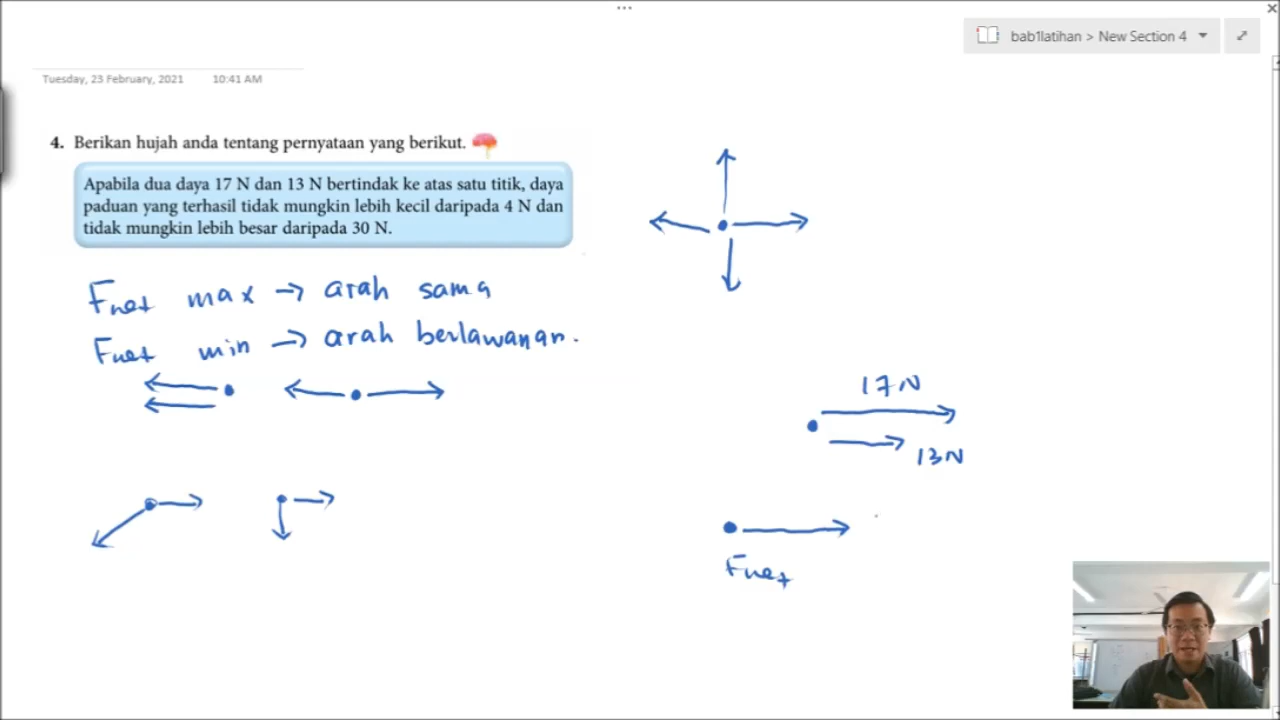 bab1latihan > New Section 4
Tuesday, 23 February, 2021 10:41 AM
4. Berikan hujah anda tentang pernyataan yang berikut.
Apabila dua daya 17 N dan 13 N bertindak ke atas satu titik, daya
paduan yang terhasil tidak mungkin lebih kecil daripada 4 N dan
tidak mungkin lebih besar daripada 30 N.
Fnet max → arah sama
Fnet min → arah berlawanan.
17N
13N
Fnet